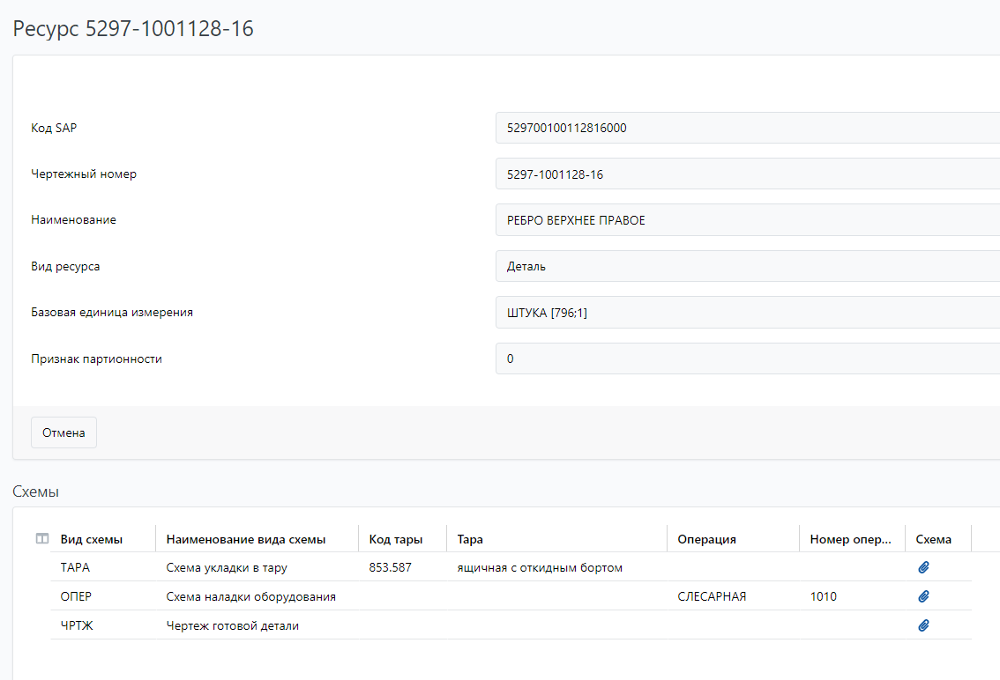 Ресурс 5297-1001128-16
Код SAP 529700100112816000
Чертежный номер 5297-1001128-16
Наименование РЕБРО ВЕРХНЕЕ ПРАВОЕ
Вид ресурса Деталь
Базовая единица измерения ШТУКА [796;1]
Признак партионности 0
Отмена
Схемы
Вид схемы Наименование вида схемы Код тары Тара Операция Номер опер... Схема
ТАРА Схема укладки в тару 853.587 ящичная с откидным бортом
ОПЕР Схема наладки оборудования СЛЕСАРНАЯ 1010
ЧРТЖ Чертеж готовой детали